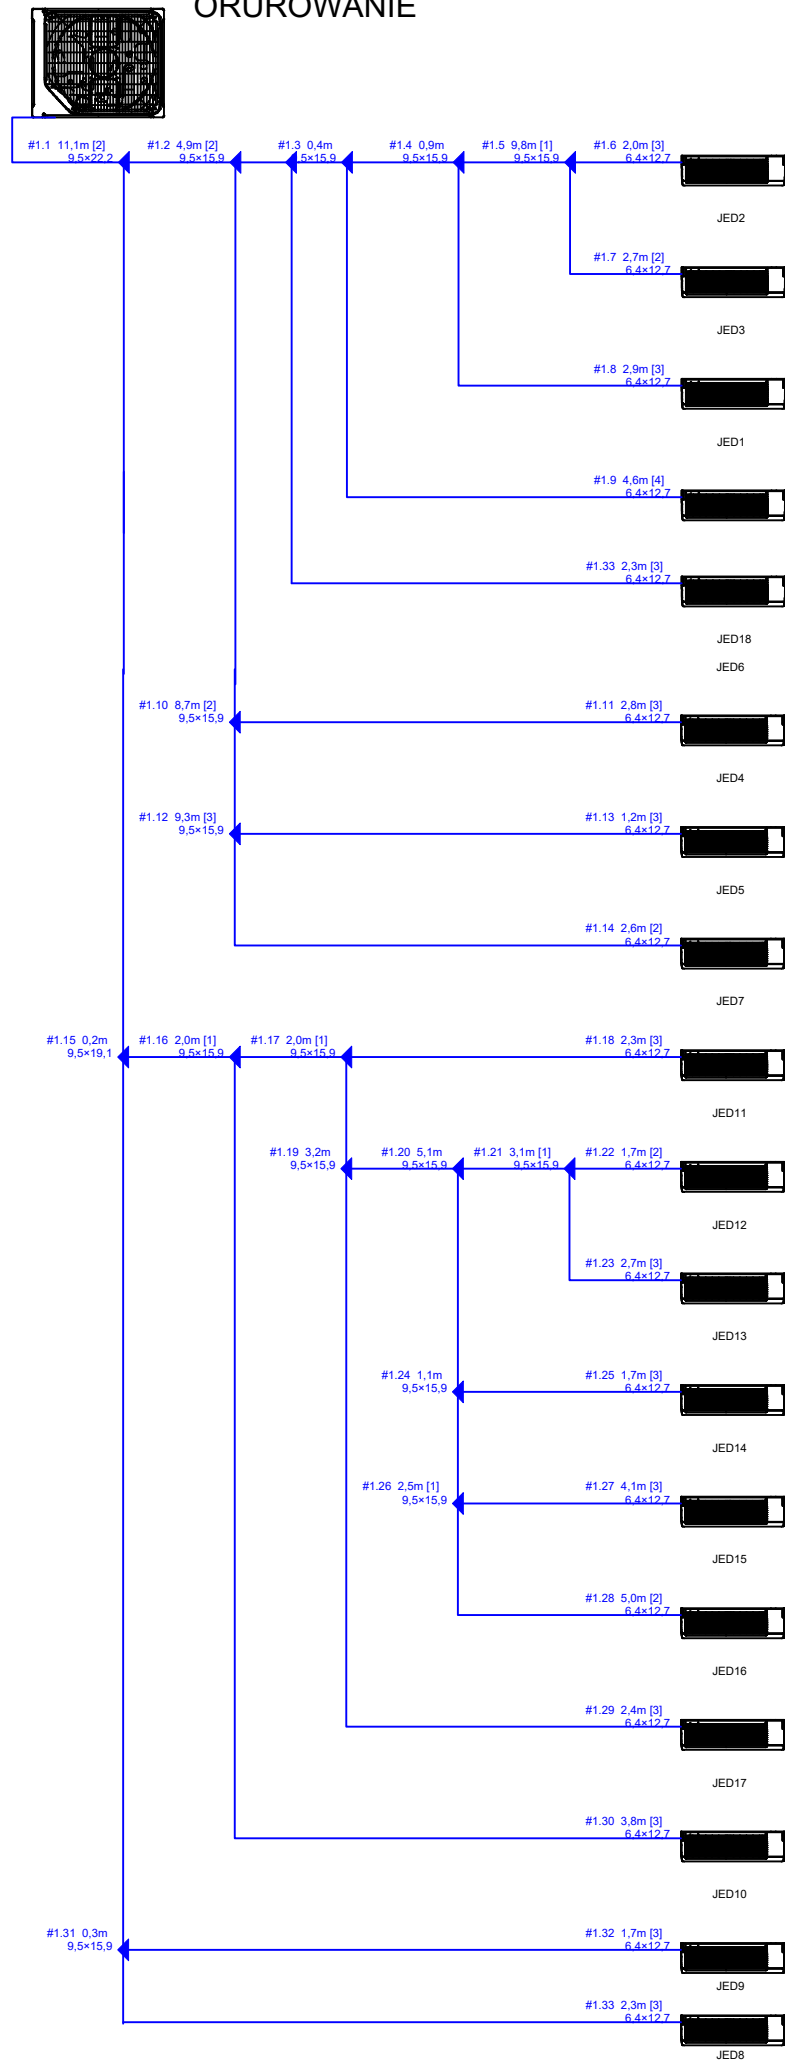 ORUROWANIE
#1.1 11,1m [2]
9,5×22,2
#1.2 4,9m [2]
9,5×15,9
#1.3 0,4m
5×15,9
#1.4 0,9m
9,5×15,9
#1.5 9,8m [1]
9,5×15,9
#1.6 2,0m [3]
6,4×12,7
JED2
#1.7 2,7m [2]
6,4×12,7
JED3
#1.8 2,9m [3]
6,4×12,7
JED1
#1.9 4,6m [4]
6,4×12,7
#1.33 2,3m [3]
6,4×12,7
JED18
JED6
#1.10 8,7m [2]
9,5×15,9
#1.11 2,8m [3]
6,4×12,7
JED4
#1.12 9,3m [3]
9,5×15,9
#1.13 1,2m [3]
6,4×12,7
JED5
#1.14 2,6m [2]
6,4×12,7
JED7
#1.15 0,2m
9,5×19,1
#1.16 2,0m [1]
9,5×15,9
#1.17 2,0m [1]
9,5×15,9
#1.18 2,3m [3]
6,4×12,7
JED11
#1.19 3,2m
9,5×15,9
#1.20 5,1m
9,5×15,9
#1.21 3,1m [1]
9,5×15,9
#1.22 1,7m [2]
6,4×12,7
JED12
#1.23 2,7m [3]
6,4×12,7
JED13
#1.24 1,1m
9,5×15,9
#1.25 1,7m [3]
6,4×12,7
JED14
#1.26 2,5m [1]
9,5×15,9
#1.27 4,1m [3]
6,4×12,7
JED15
#1.28 5,0m [2]
6,4×12,7
JED16
#1.29 2,4m [3]
6,4×12,7
JED17
#1.30 3,8m [3]
6,4×12,7
JED10
#1.31 0,3m
9,5×15,9
#1.32 1,7m [3]
6,4×12,7
JED9
#1.33 2,3m [3]
6,4×12,7
JED8